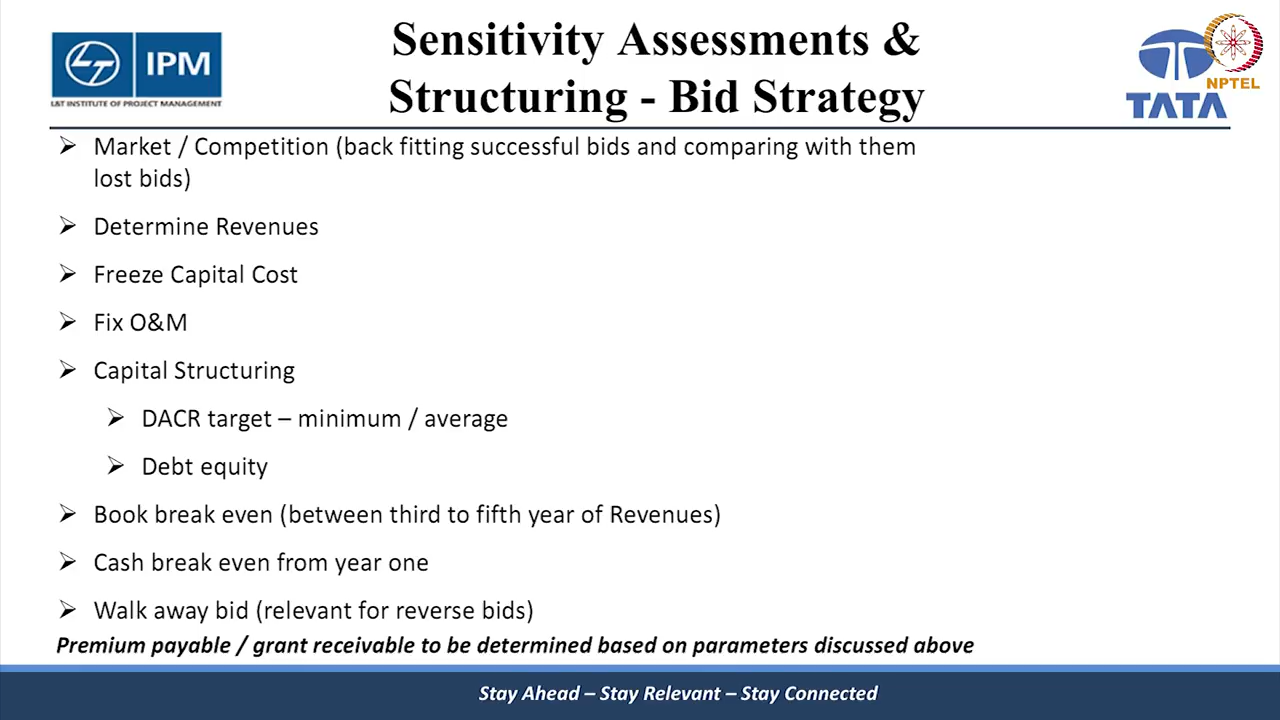 Sensitivity Assessments &
Structuring - Bid Strategy
LT
IPM
L&T INSTITUTE OF PROJECT MANAGEMENT
TATA
NPTEL
Market / Competition (back fitting successful bids and comparing with them
lost bids)
Determine Revenues
Freeze Capital Cost
Fix O&M
Capital Structuring
DACR target – minimum / average
Debt equity
Book break even (between third to fifth year of Revenues)
Cash break even from year one
Walk away bid (relevant for reverse bids)
Premium payable / grant receivable to be determined based on parameters discussed above
Stay Ahead – Stay Relevant – Stay Connected